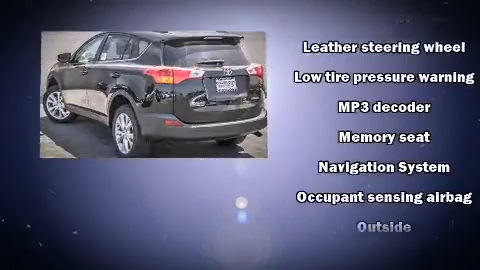 Leather steering wheel
Low tire pressure warning
MP3 decoder
Memory seat
Navigation System
Occupant sensing airbag
Outside